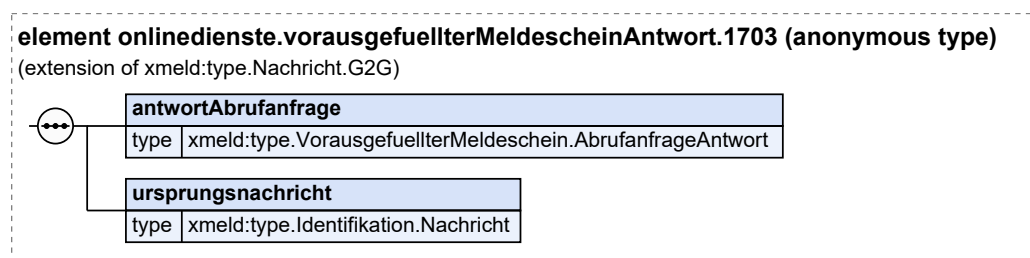 element onlinedienste.vorausgefuellterMeldescheinAntwort.1703 (anonymous type)
(extension of xmeld:type.Nachricht.G2G)
antwortAbrufanfrage
type xmeld:type.VorausgefuellterMeldeschein.AbrufanfrageAntwort
ursprungsnachricht
type xmeld:type.Identifikation.Nachricht